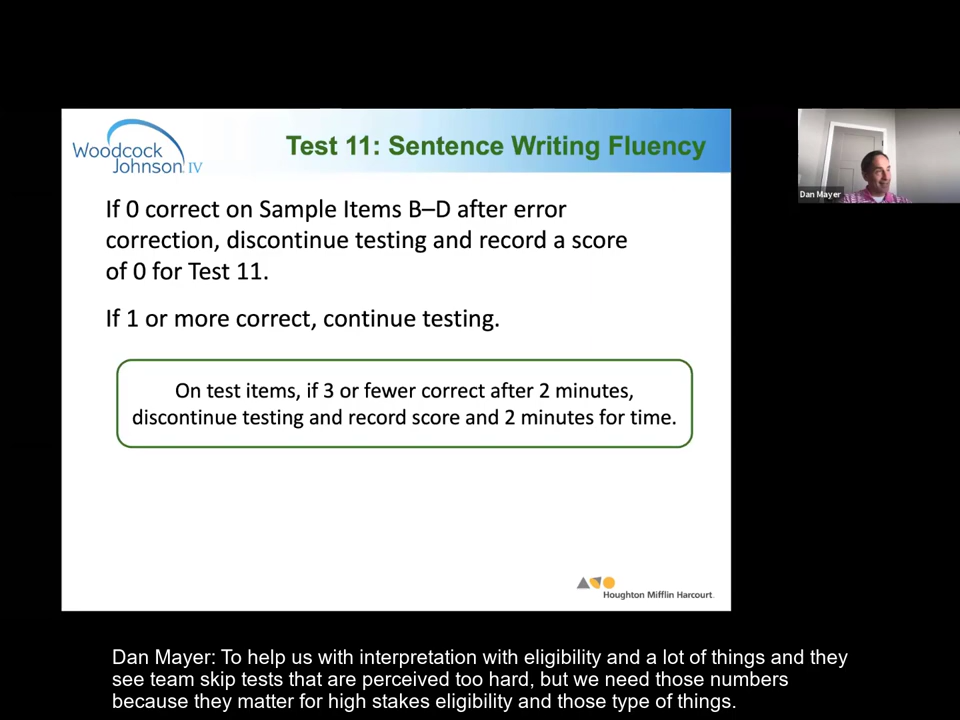 Woodcock
Johnson IV
Test 11: Sentence Writing Fluency
If 0 correct on Sample Items B–D after error
correction, discontinue testing and record a score
of 0 for Test 11.
If 1 or more correct, continue testing.
On test items, if 3 or fewer correct after 2 minutes,
discontinue testing and record score and 2 minutes for time.
Houghton Mifflin Harcourt
Dan Mayer
Dan Mayer: To help us with interpretation with eligibility and a lot of things and they
see team skip tests that are perceived too hard, but we need those numbers
because they matter for high stakes eligibility and those type of things.